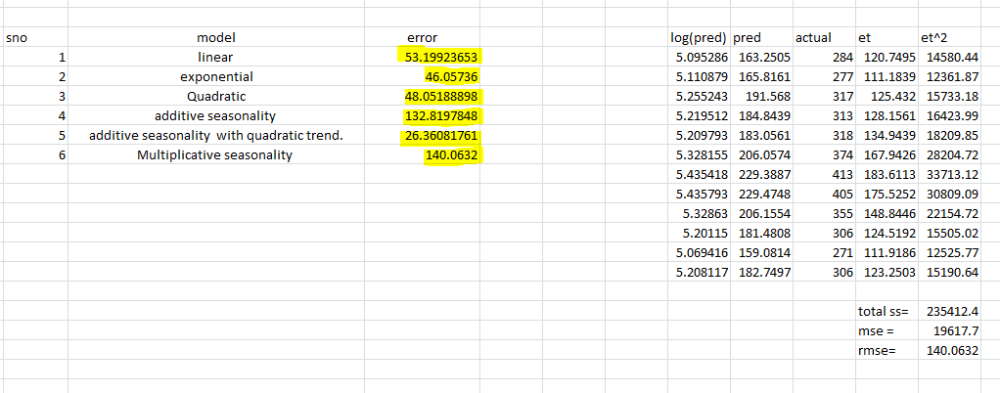 sno model error log(pred) pred actual et et^2
1 linear 53.19923653 5.095286 163.2505 284 120.7495 14580.44
2 exponential 46.05736 5.110879 165.8161 277 111.1839 12361.87
3 Quadratic 48.05188898 5.255243 191.568 317 125.432 15733.18
4 additive seasonality 132.8197848 5.219512 184.8439 313 128.1561 16423.99
5 additive seasonality with quadratic trend. 26.36081761 5.209793 183.0561 318 134.9439 18209.85
6 Multiplicative seasonality 140.0632 5.328155 206.0574 374 167.9426 28204.72
5.435418 229.3887 413 183.6113 33713.12
5.435793 229.4748 405 175.5252 30809.09
5.32863 206.1554 355 148.8446 22154.72
5.20115 181.4808 306 124.5192 15505.02
5.069416 159.0814 271 111.9186 12525.77
5.208117 182.7497 306 123.2503 15190.64
total ss= 235412.4
mse = 19617.7
rmse= 140.0632